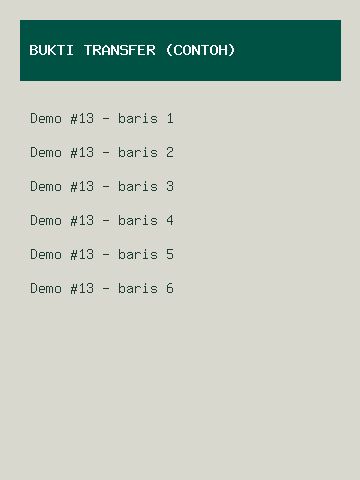 BUKTI TRANSFER (CONTOH)
Demo #13 - baris 1
Demo #13 - baris 2
Demo #13 - baris 3
Demo #13 - baris 4
Demo #13 - baris 5
Demo #13 - baris 6